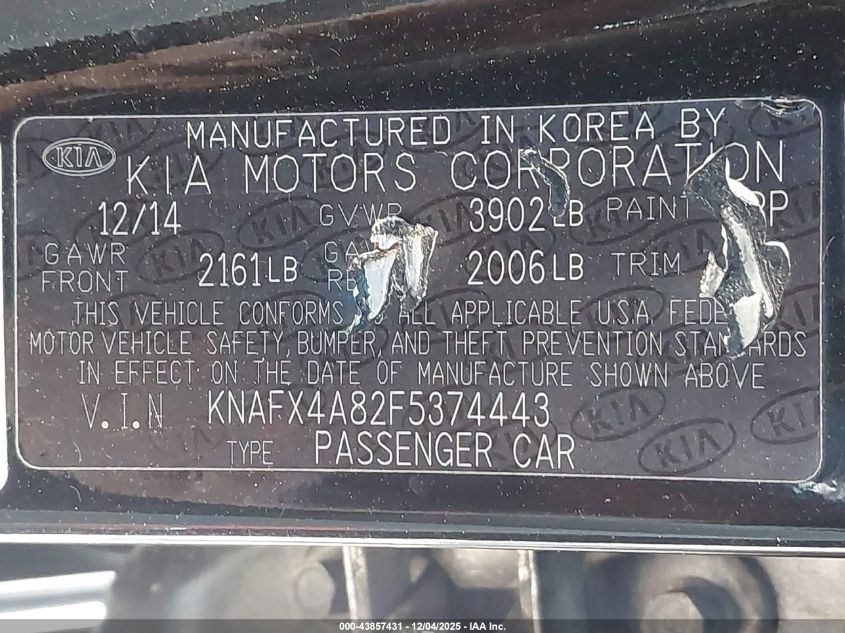 KIA MANUFACTURED IN KOREA BY
KIA MOTORS CORPORATION
12/14 GVWR 3902LB PAINT
GAWR FRONT 2161LB 2006LB TRIM
THIS VEHICLE CONFORMS ALL APPLICABLE U.S.A. 
MOTOR VEHICLE SAFETY, BUMPER, AND THEFT PREVENTION STANDARDS
IN EFFECT ON THE DATE OF MANUFACTURE SHOWN ABOVE
V.I.N KNAFX4A82F5374443
TYPE PASSENGER CAR
000-43857431 - 12/04/2025 - IAA Inc.